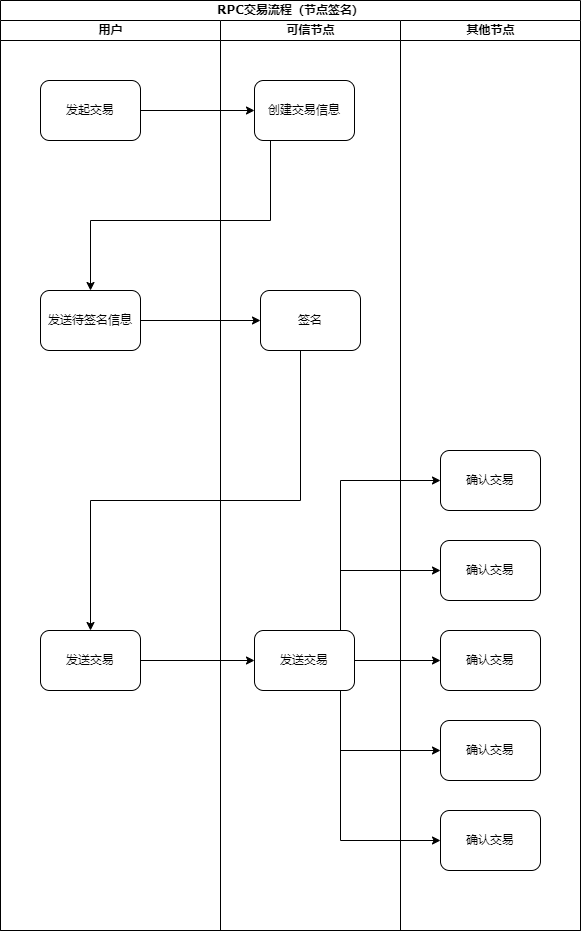 RPC交易流程（节点签名）
用户
可信节点
其他节点
发起交易
创建交易信息
发送待签名信息
签名
确认交易
确认交易
发送交易
发送交易
确认交易
确认交易
确认交易